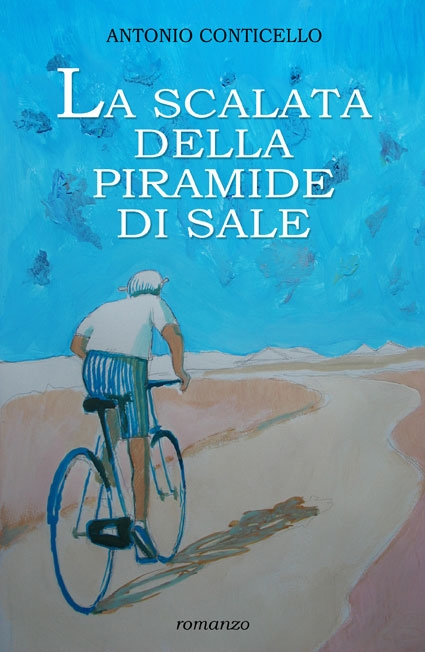 ANTONIO CONTICELLO
LA SCALATA
DELLA
PIRAMIDE
DI SALE
romanzo